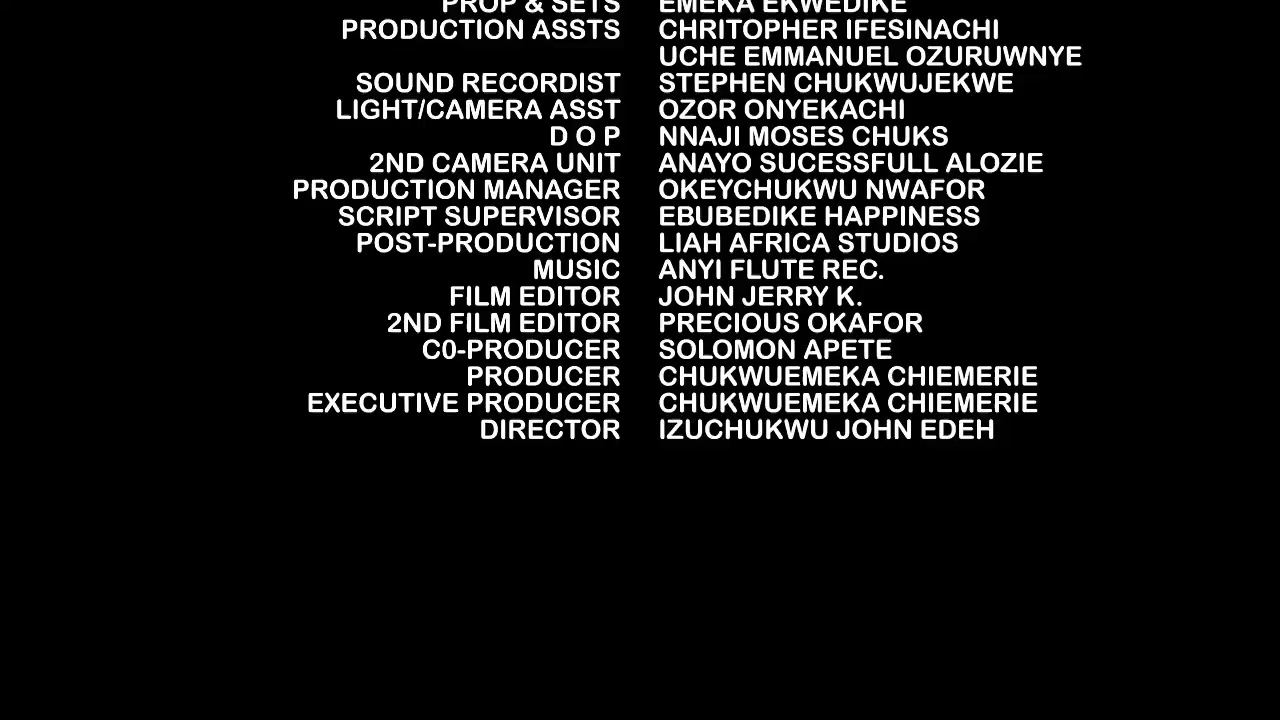 PROP & SETS EMEKA EKWEDIKE
PRODUCTION ASSTS CHRITOPHER IFESINACHI
UCHE EMMANUEL OZURUWNYE
SOUND RECORDIST STEPHEN CHUKWUJEKWE
LIGHT/CAMERA ASST OZOR ONYEKACHI
D O P NNAJI MOSES CHUKS
2ND CAMERA UNIT ANAYO SUCESSFULL ALOZIE
PRODUCTION MANAGER OKEYCHUKWU NWAFOR
SCRIPT SUPERVISOR EBUBEDIKE HAPPINESS
POST-PRODUCTION LIAH AFRICA STUDIOS
MUSIC ANYI FLUTE REC.
FILM EDITOR JOHN JERRY K.
2ND FILM EDITOR PRECIOUS OKAFOR
C0-PRODUCER SOLOMON APETE
PRODUCER CHUKWUEMEKA CHIEMERIE
EXECUTIVE PRODUCER CHUKWUEMEKA CHIEMERIE
DIRECTOR IZUCHUKWU JOHN EDEH